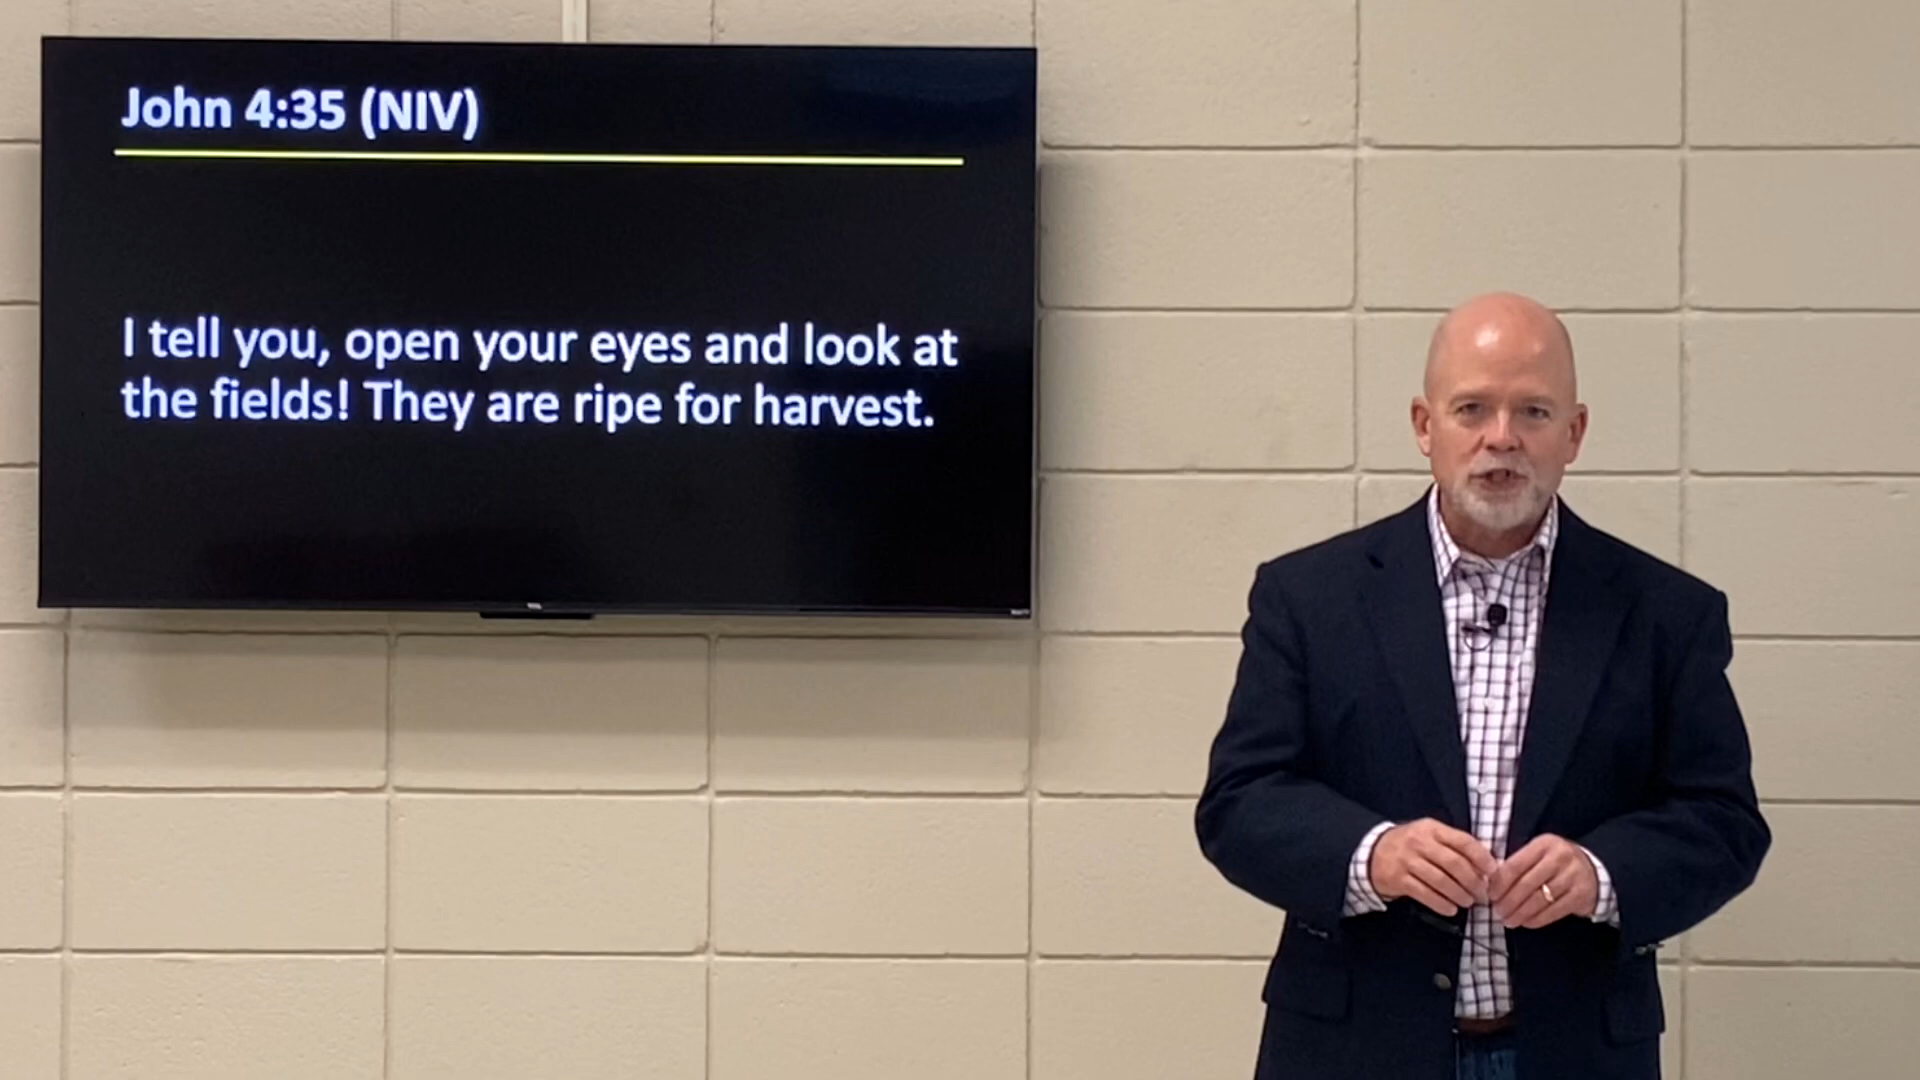 John 4:35 (NIV)
I tell you, open your eyes and look at
the fields! They are ripe for harvest.